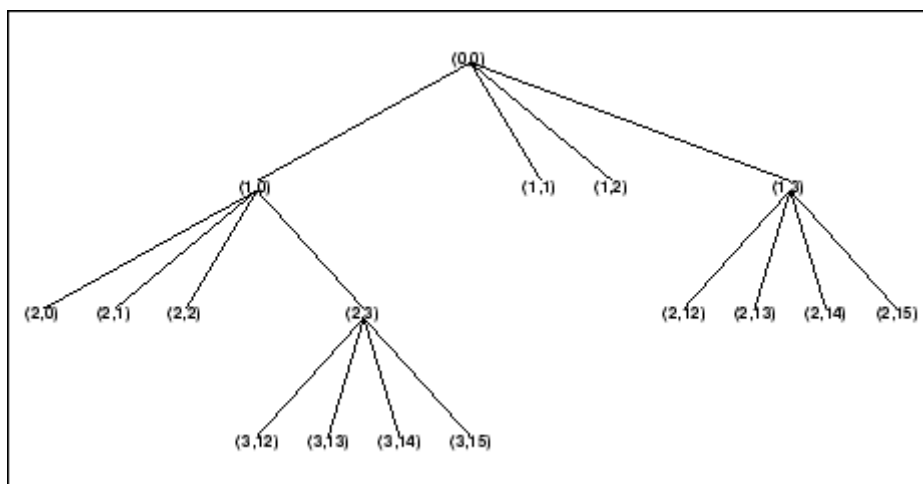 (0,0)
(1,0) (1,1) (1,2) (1,3)
(2,0) (2,1) (2,2) (2,3) (2,12) (2,13) (2,14) (2,15)
(3,12) (3,13) (3,14) (3,15)